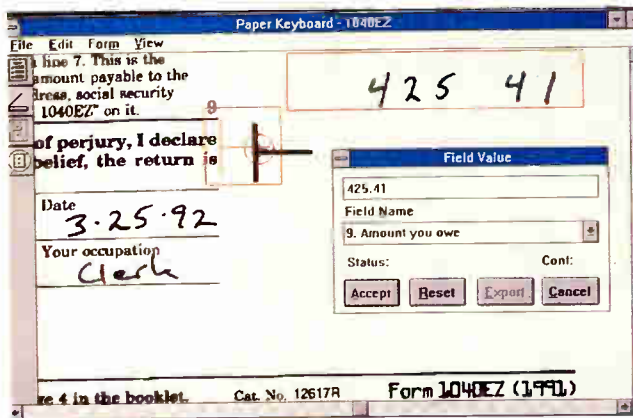 Paper Keyboard - 1040EZ
File Edit Form View
line 7. This is the
amount payable to the
dress, social security
1040EZ" on it.
425 41
9
of perjury, I declare
belief, the return is
Date
3.25.92
Your occupation
Clerk
Field Value
425.41
Field Name
9. Amount you owe
Status: Conf:
Accept Reset Export Cancel
re 4 in the booklet. Cat. No. 12617R Form 1040EZ (1991)